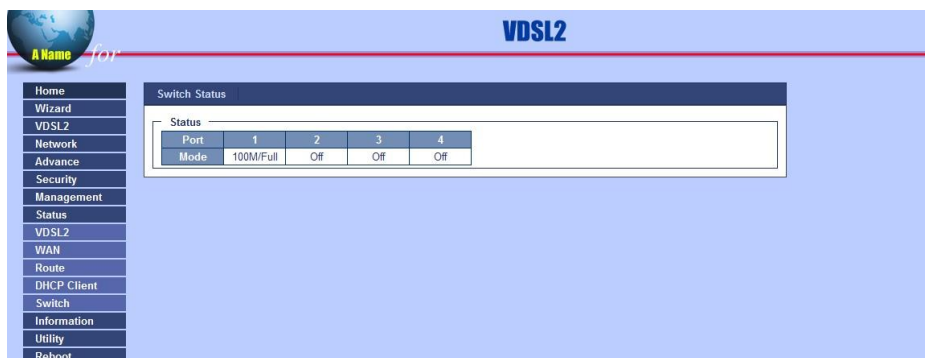 VDSL2
A Name for
Home
Wizard
VDSL2
Network
Advance
Security
Management
Status
VDSL2
WAN
Route
DHCP Client
Switch
Information
Utility
Reboot
Switch Status
Status
Port 1 2 3 4
Mode 100M/Full Off Off Off